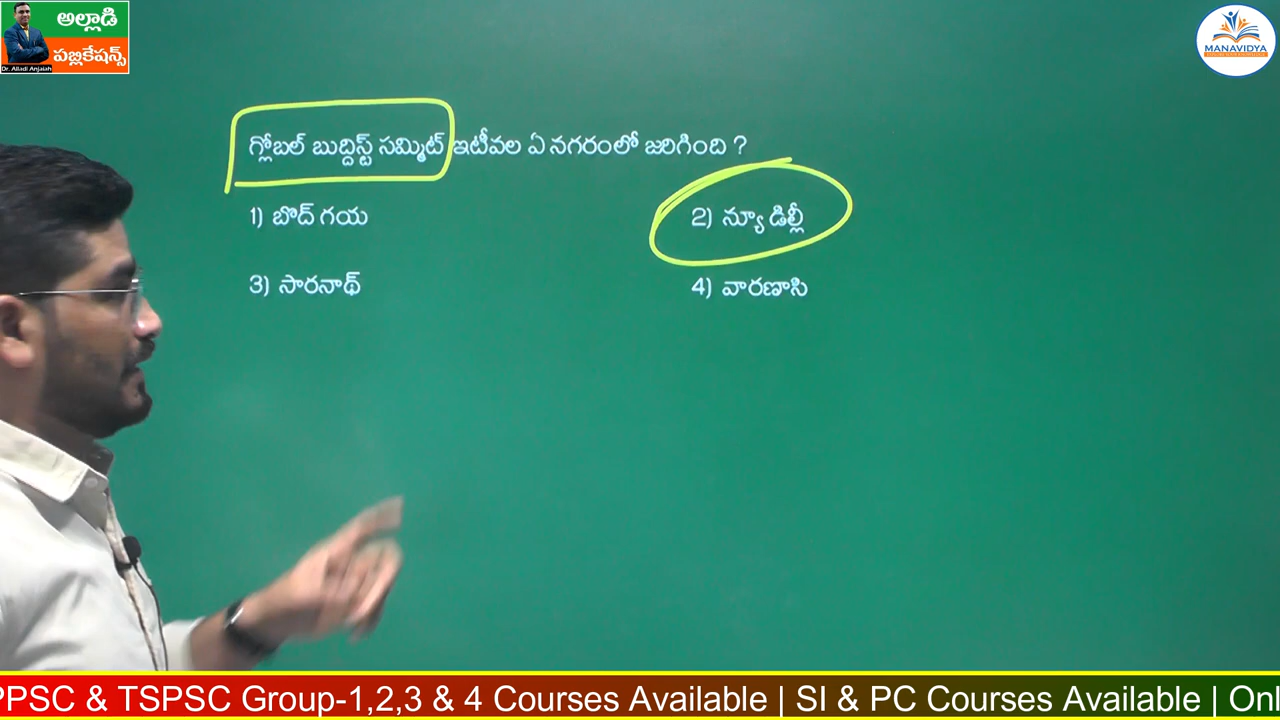 అల్లాడి
పబ్లికేషన్స్
Dr. Alladi Anjaiah
MANAVIDYA
గ్లోబల్ బుద్దిస్ట్ సమ్మిట్ ఇటీవల ఏ నగరంలో జరిగింది ?
1) బొద్ గయ
2) న్యూ డిల్లీ
3) సారనాథ్
4) వారణాసి
PPSC & TSPSC Group-1,2,3 & 4 Courses Available | SI & PC Courses Available | Onl